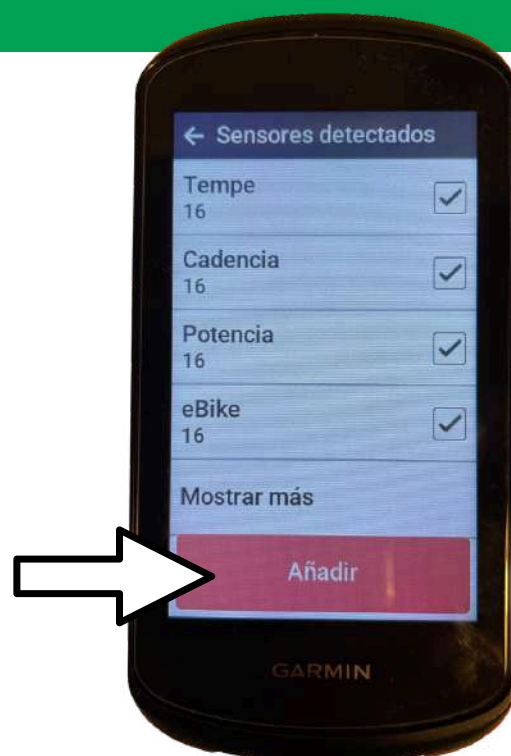 ← Sensores detectados
Tempe
16
Cadencia
16
Potencia
16
eBike
16
Mostrar más
Añadir
GARMIN